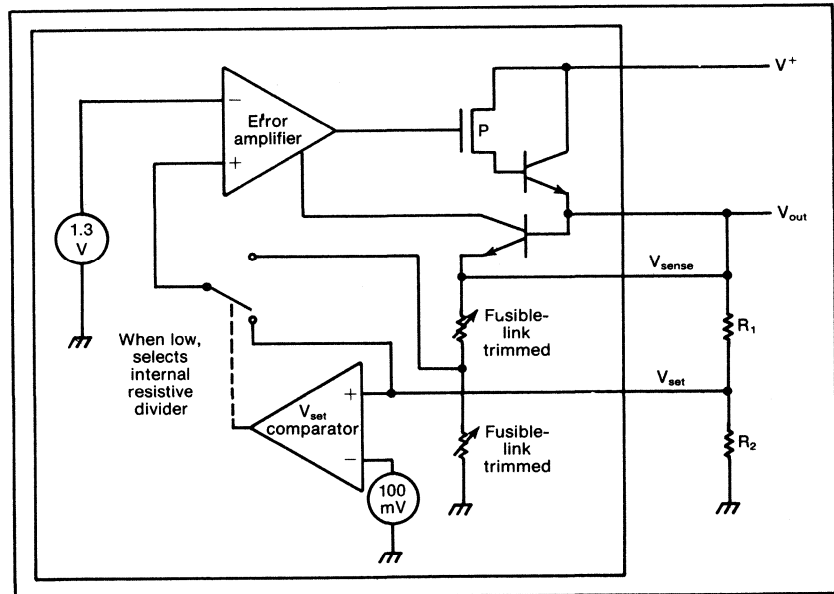 V+
−
Error
amplifier
+
P
1.3
V
Vout
Vsense
Fusible-
link
trimmed
R1
When low,
selects
internal
resistive
divider
Vset
+
Vset
comparator
−
Fusible-
link
trimmed
R2
100
mV